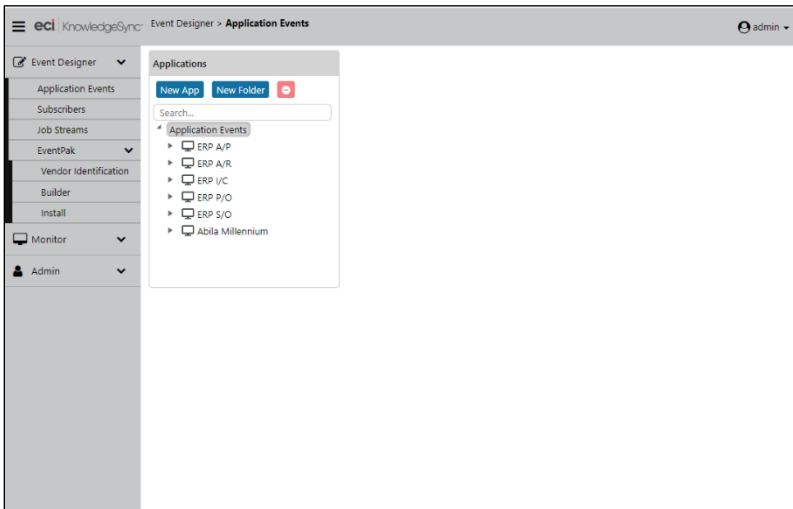 eci KnowledgeSync Event Designer > Application Events admin
Event Designer
Application Events
Subscribers
Job Streams
EventPak
Vendor Identification
Builder
Install
Monitor
Admin
Applications
New App New Folder
Search...
Application Events
ERP A/P
ERP A/R
ERP I/C
ERP P/O
ERP S/O
Abila Millennium